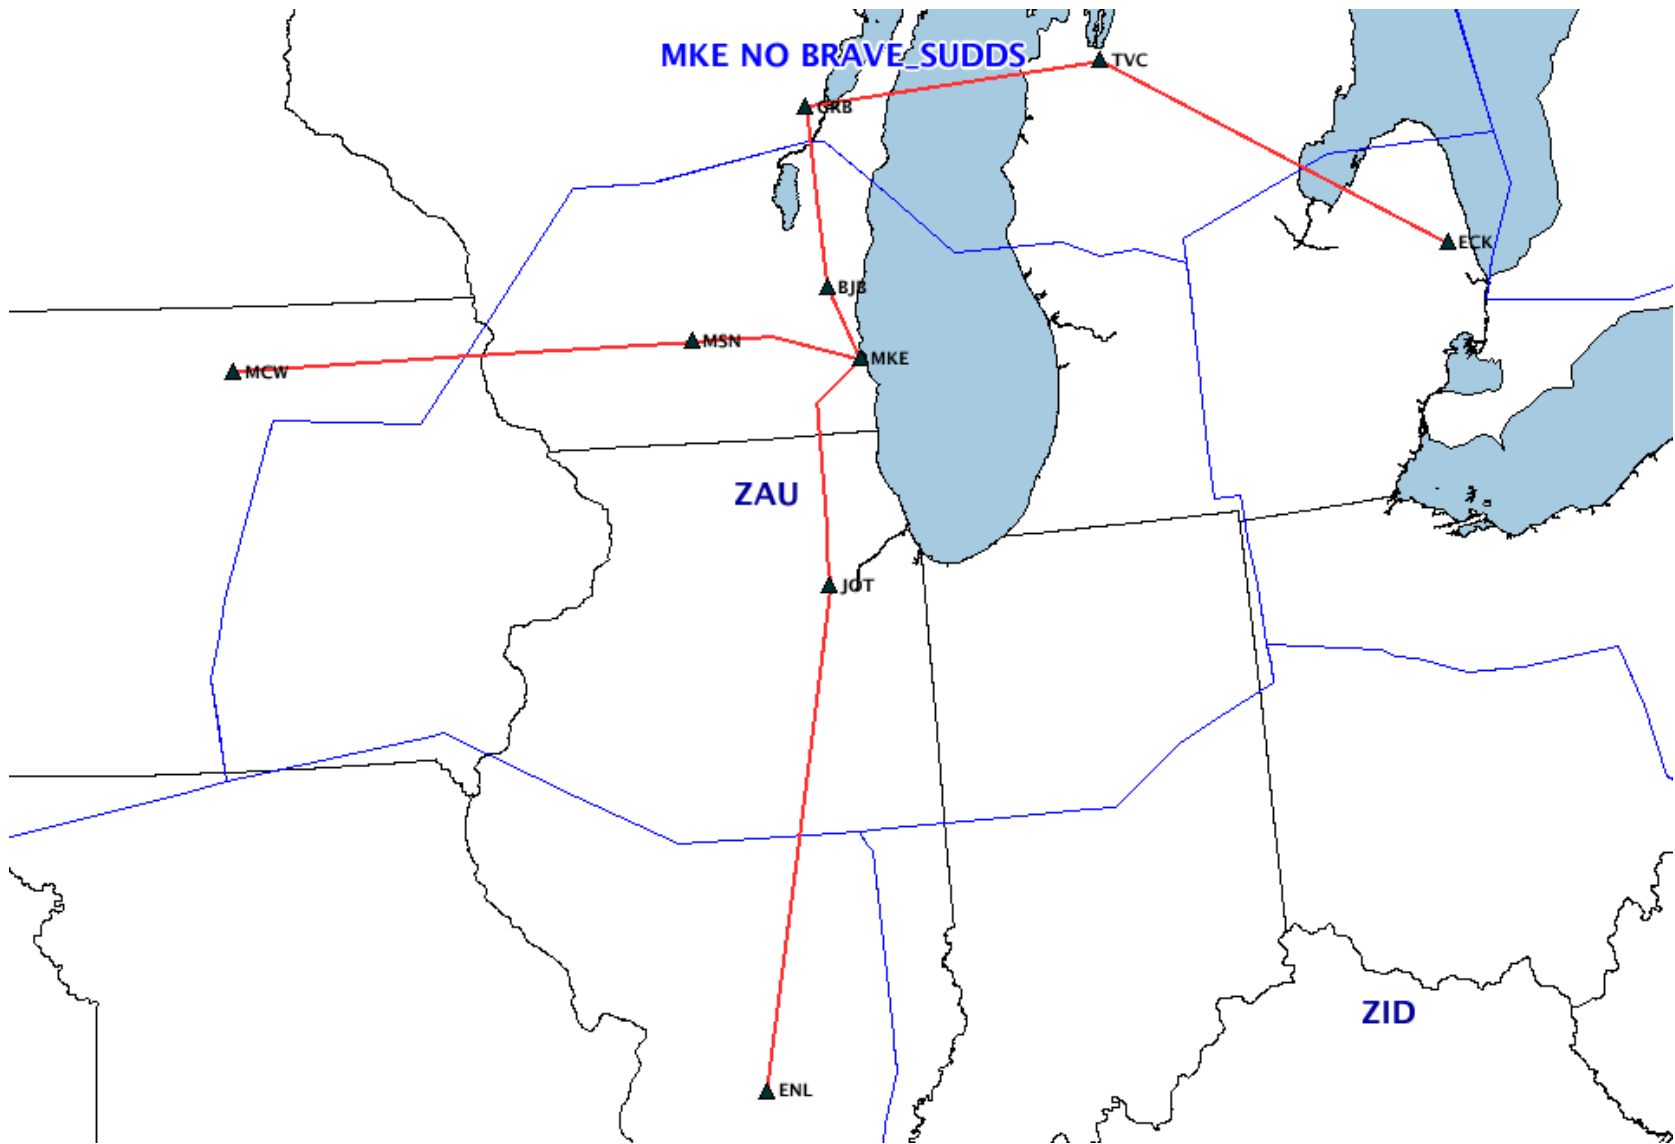 MKE NO BRAVE_SUDDS
TVC
GRB
ECK
BJB
MSN
MKE
MCW
ZAU
JOT
ZID
ENL